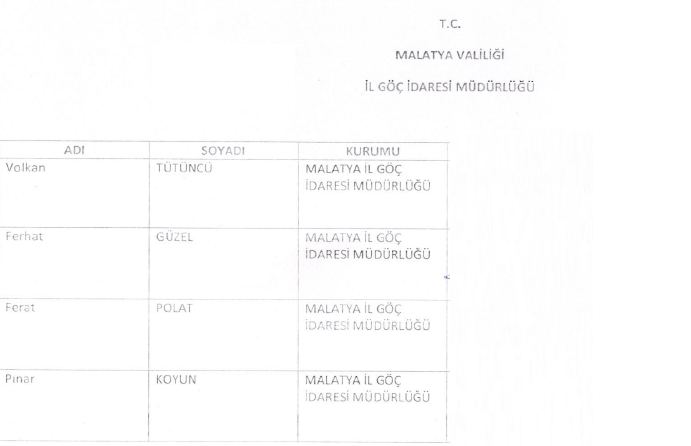 T.C.
MALATYA VALİLİĞİ
İL GÖÇ İDARESİ MÜDÜRLÜĞÜ
ADI SOYADI KURUMU
Volkan TÜTÜNCÜ MALATYA İL GÖÇ
İDARESİ MÜDÜRLÜĞÜ
Ferhat GÜZEL MALATYA İL GÖÇ
İDARESİ MÜDÜRLÜĞÜ
Ferat POLAT MALATYA İL GÖÇ
İDARESİ MÜDÜRLÜĞÜ
Pınar KOYUN MALATYA İL GÖÇ
İDARESİ MÜDÜRLÜĞÜ